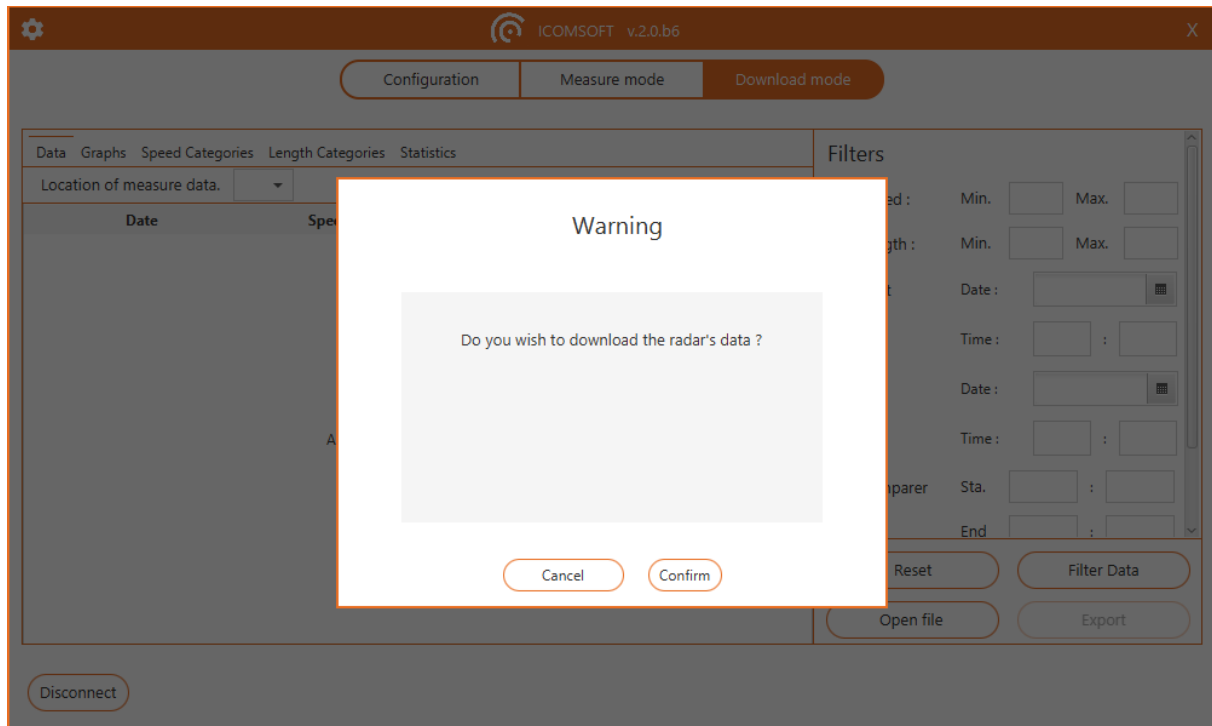 ICOMSOFT v.2.0.b6 X
Configuration Measure mode Download mode
Data Graphs Speed Categories Length Categories Statistics
Filters
Location of measure data.
Date
Min. Max.
Warning
Min. Max.
Date :
Do you wish to download the radar's data ?
Time :
:
Date :
A
Time :
:
Sta.
:
End
:
Cancel Confirm
Reset Filter Data
Open file Export
Disconnect